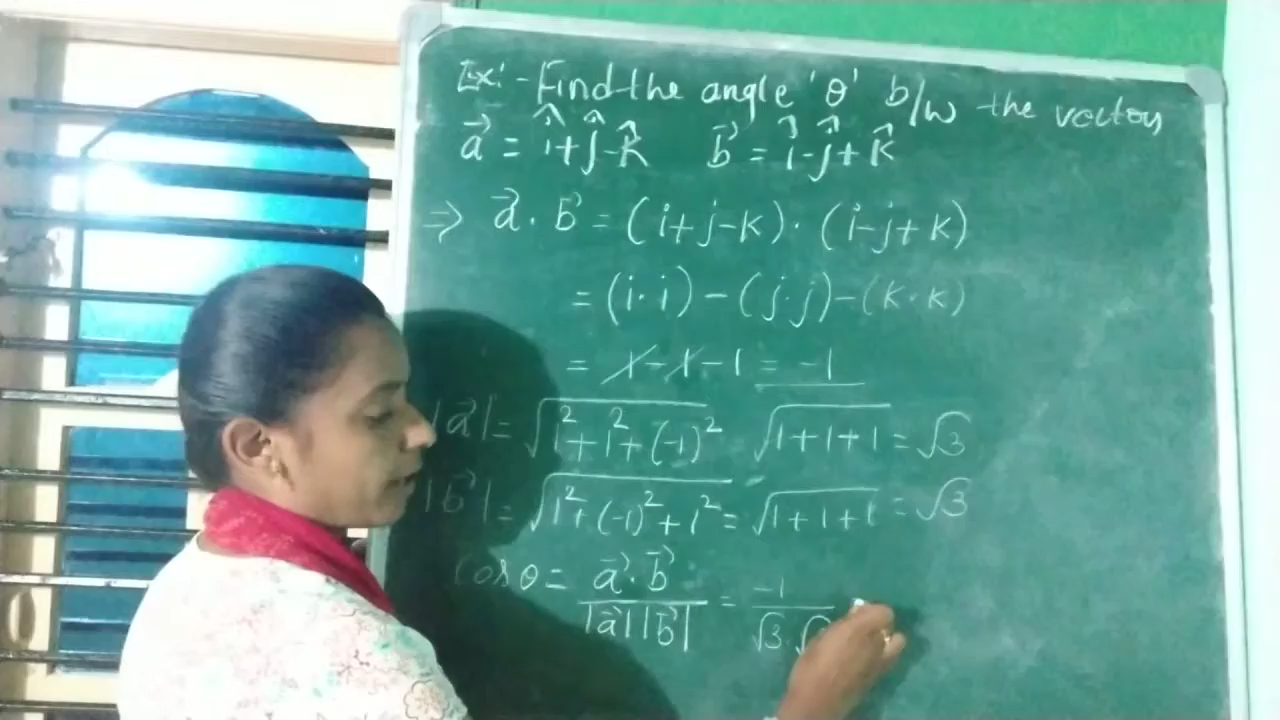 Ex:- Find the angle 'θ' b/w the vectors
a⃗ = î+ĵ-k̂ b⃗ = î-ĵ+k̂
⇒ a⃗ . b⃗ = (i+j-k) . (i-j+k)
= (i.i) - (j.j) - (k.k)
= 1 - 1 - 1 = -1
|a⃗| = √(1²+1²+(-1)²) √(1+1+1) = √3
|b⃗| = √(1²+(-1)²+1²) = √(1+1+1) = √3
cos θ = a⃗.b⃗ / |a⃗||b⃗| = -1 / √3.√